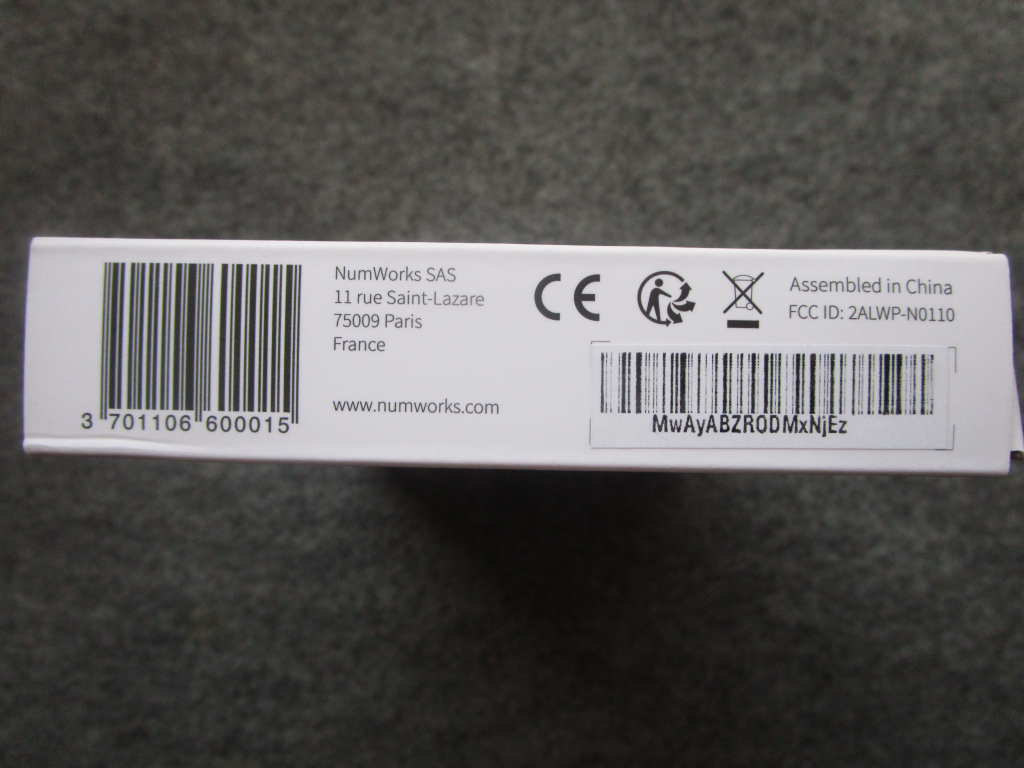 3 701106 600015
NumWorks SAS
11 rue Saint-Lazare
75009 Paris
France
www.numworks.com
CE
Assembled in China
FCC ID: 2ALWP-N0110
MwAyABZRODMxNjEz